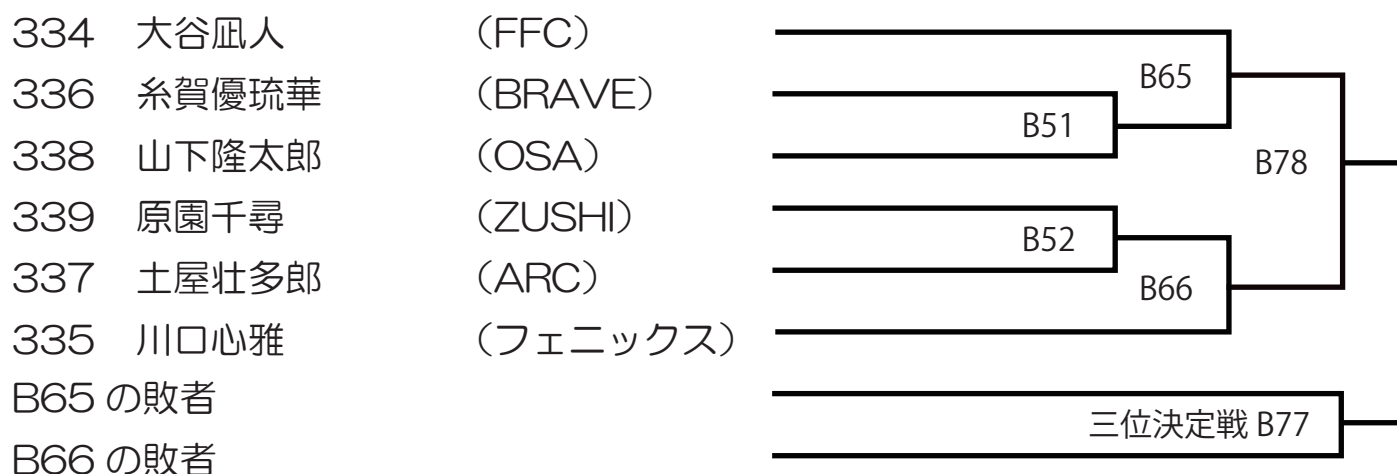 334 大谷凪人 （FFC）
B65
336 糸賀優琉華 （BRAVE）
B51
338 山下隆太郎 （OSA）
B78
339 原園千尋 （ZUSHI）
B52
337 土屋壮多郎 （ARC）
B66
335 川口心雅 （フェニックス）
B65 の敗者
三位決定戦 B77
B66 の敗者